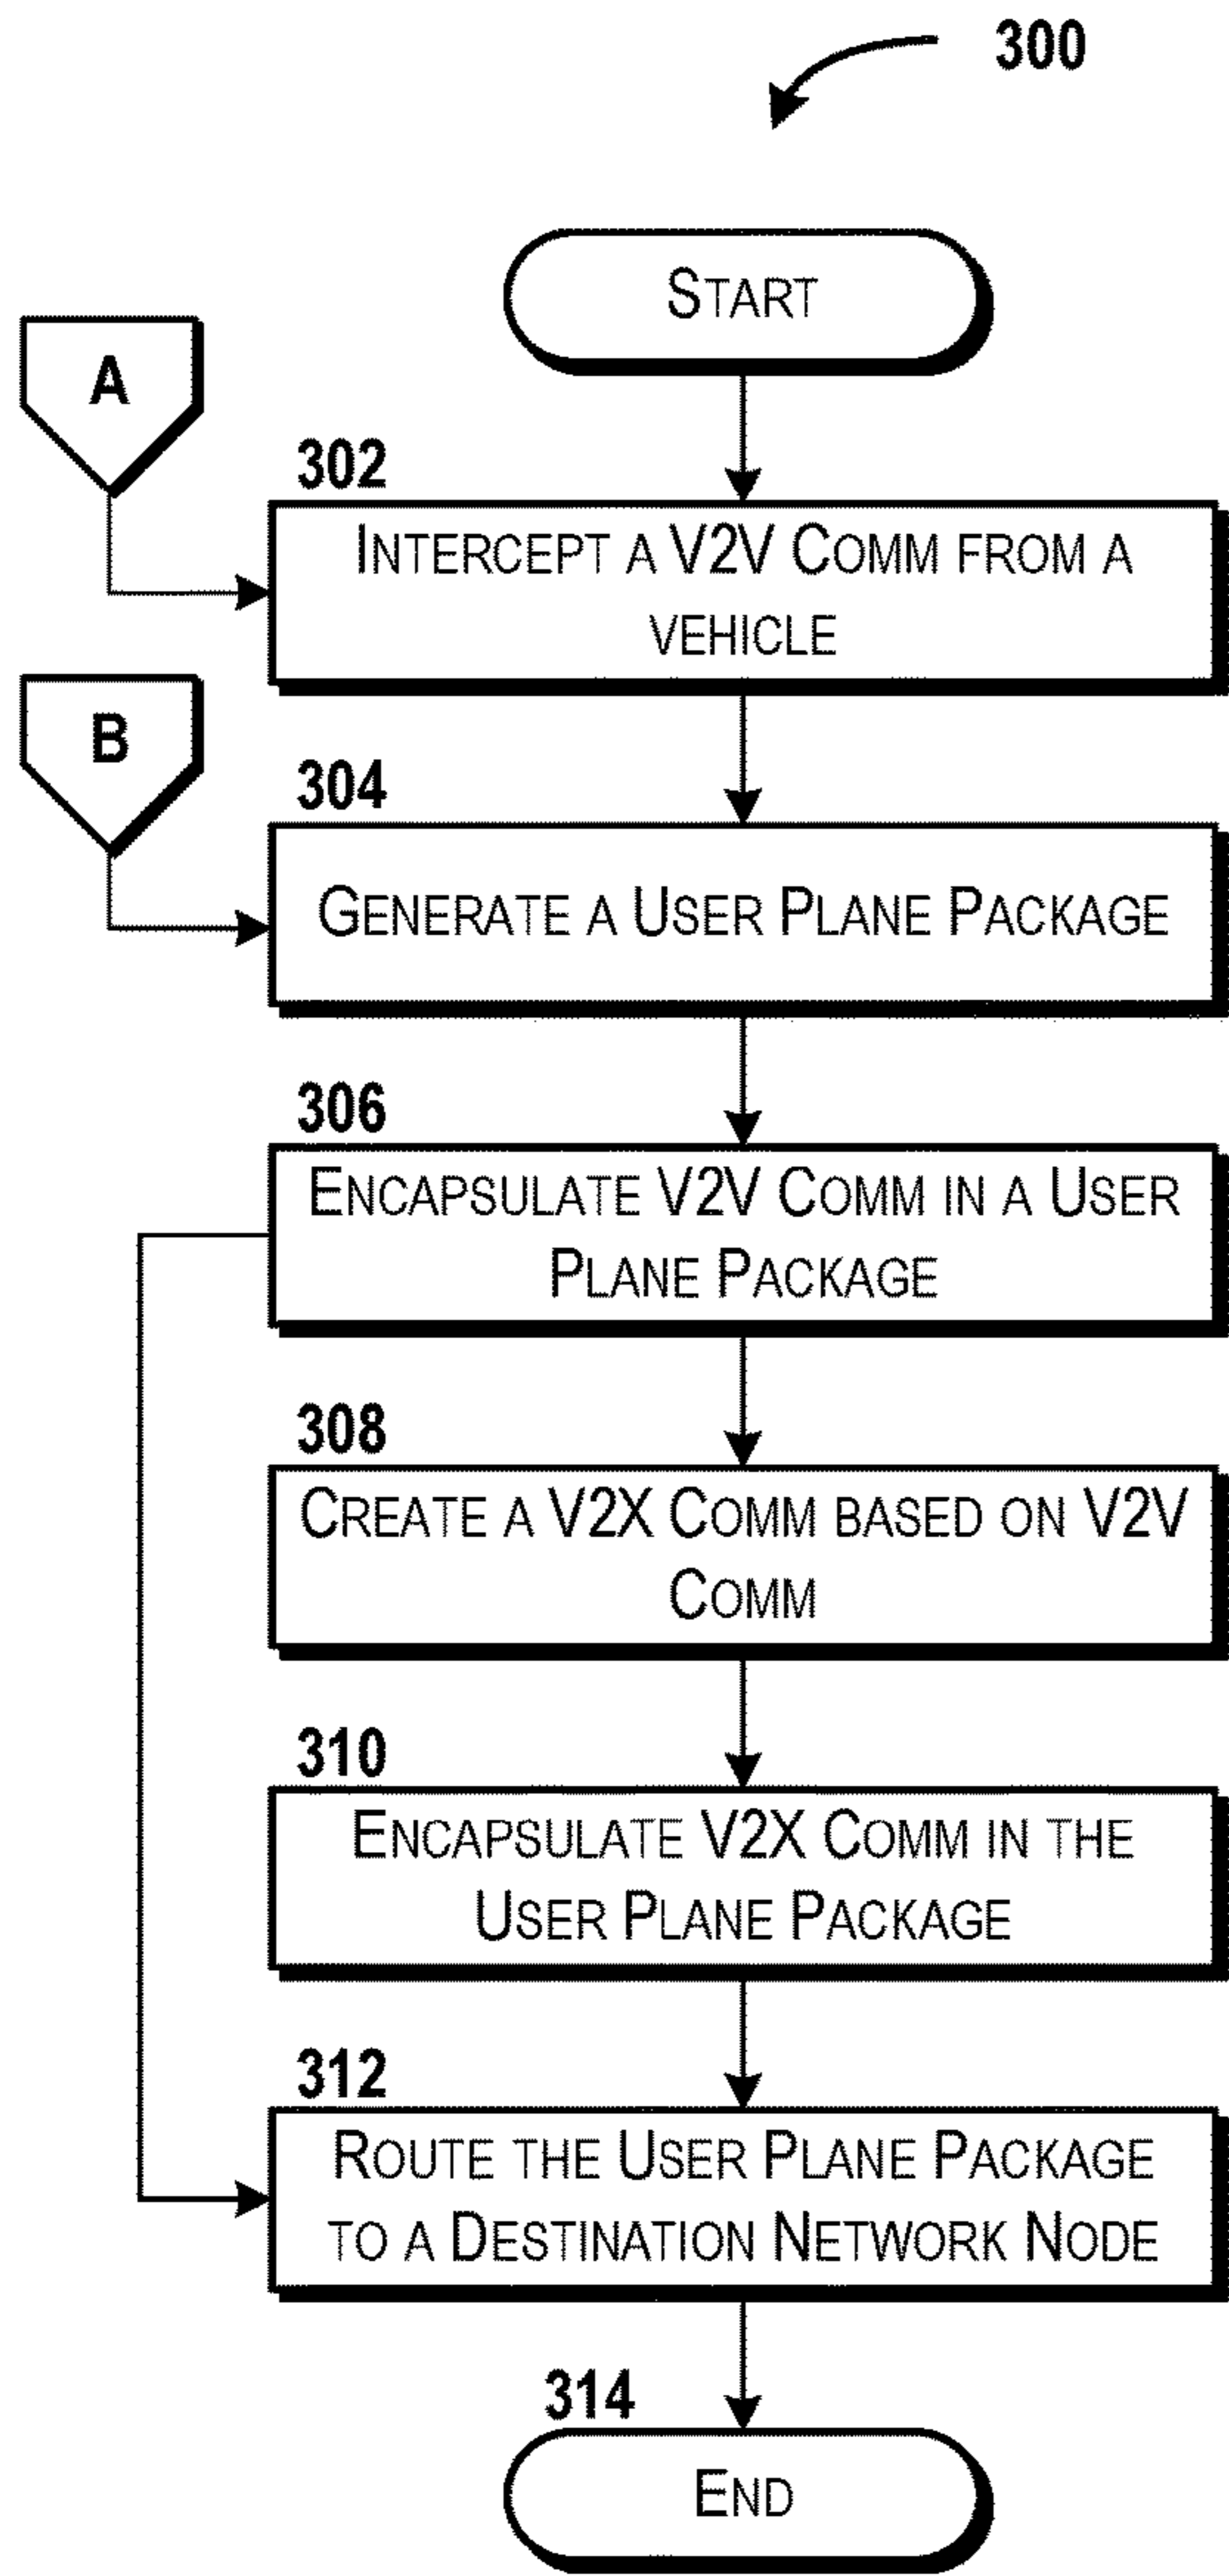 300
START
A
302
INTERCEPT A V2V COMM FROM A
VEHICLE
B
304
GENERATE A USER PLANE PACKAGE
306
ENCAPSULATE V2V COMM IN A USER
PLANE PACKAGE
308
CREATE A V2X COMM BASED ON V2V
COMM
310
ENCAPSULATE V2X COMM IN THE
USER PLANE PACKAGE
312
ROUTE THE USER PLANE PACKAGE
TO A DESTINATION NETWORK NODE
314
END